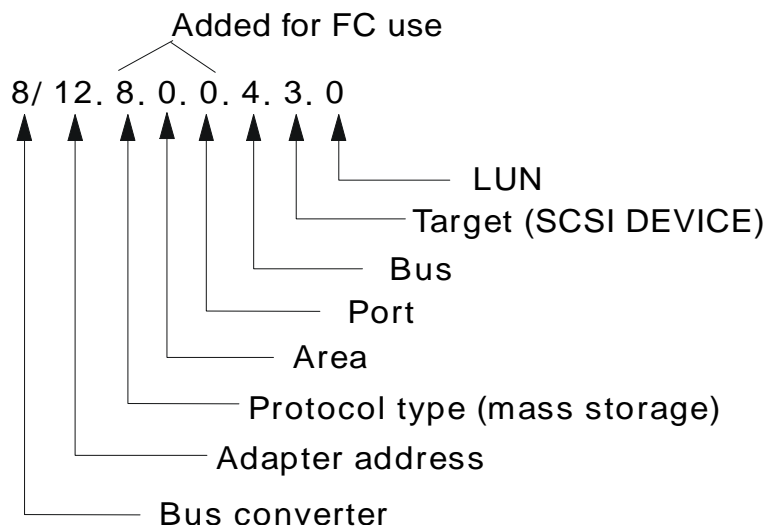 Added for FC use
8/ 12. 8. 0. 0. 4. 3. 0
LUN
Target (SCSI DEVICE)
Bus
Port
Area
Protocol type (mass storage)
Adapter address
Bus converter